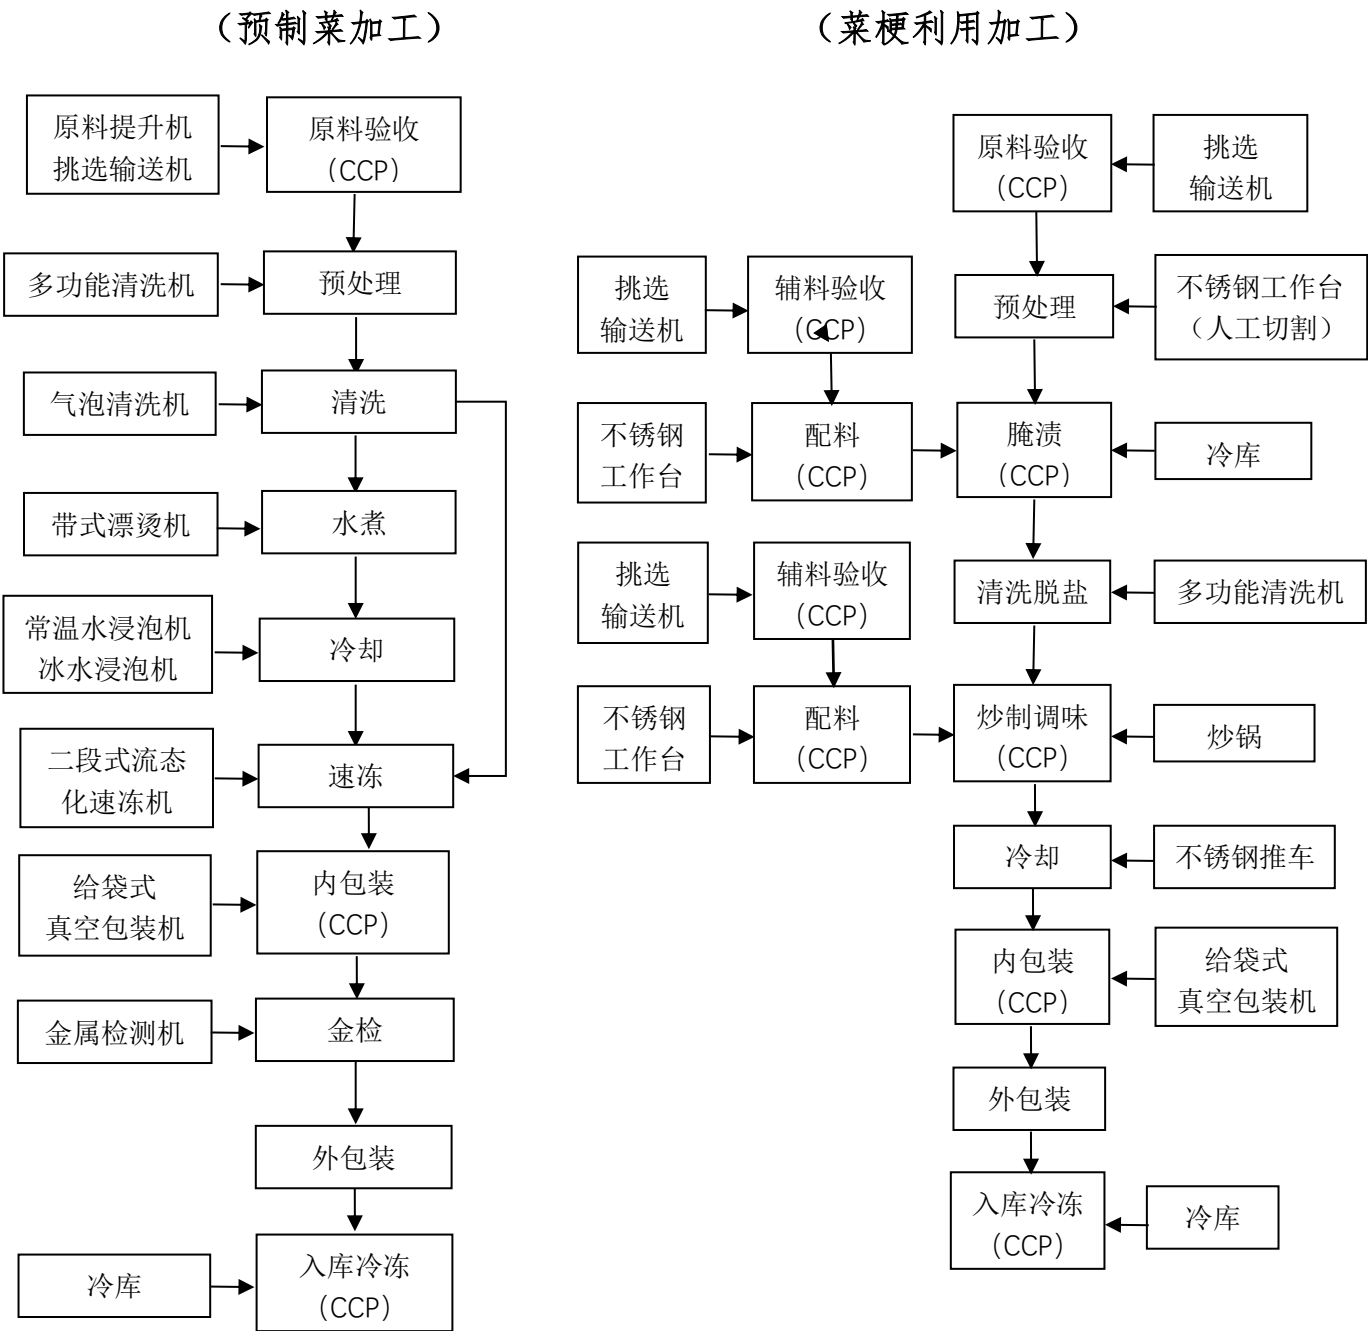 （预制菜加工）
原料提升机
挑选输送机
原料验收
（CCP）
多功能清洗机
预处理
气泡清洗机
清洗
带式漂烫机
水煮
常温水浸泡机
冰水浸泡机
冷却
二段式流态
化速冻机
速冻
给袋式
真空包装机
内包装
（CCP）
金属检测机
金检
外包装
冷库
入库冷冻
（CCP）
（菜梗利用加工）
原料验收
（CCP）
挑选
输送机
挑选
输送机
辅料验收
（CCP）
预处理
不锈钢工作台
（人工切割）
不锈钢
工作台
配料
（CCP）
腌渍
（CCP）
冷库
挑选
输送机
辅料验收
（CCP）
清洗脱盐
多功能清洗机
不锈钢
工作台
配料
（CCP）
炒制调味
（CCP）
炒锅
冷却
不锈钢推车
内包装
（CCP）
给袋式
真空包装机
外包装
入库冷冻
（CCP）
冷库